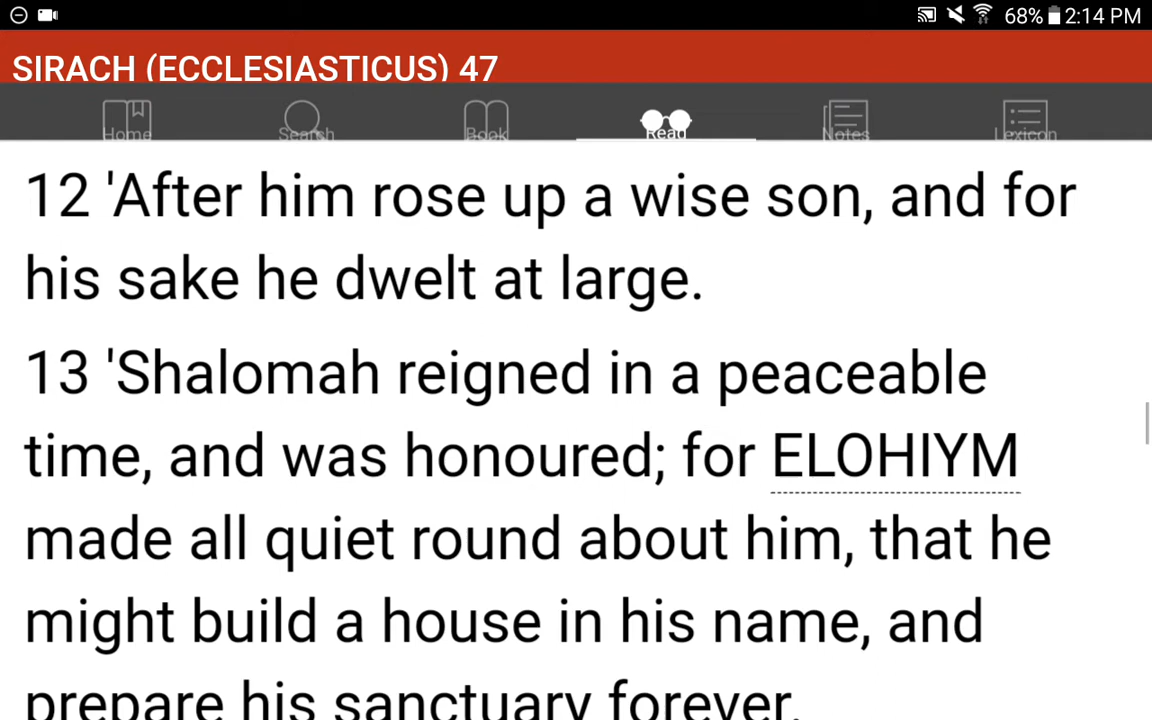 68% 2:14 PM
SIRACH (ECCLESIASTICUS) 47
Home Search Book Read Notes Lexicon
12 'After him rose up a wise son, and for
his sake he dwelt at large.
13 'Shalomah reigned in a peaceable
time, and was honoured; for ELOHIYM
made all quiet round about him, that he
might build a house in his name, and
prepare his sanctuary forever.